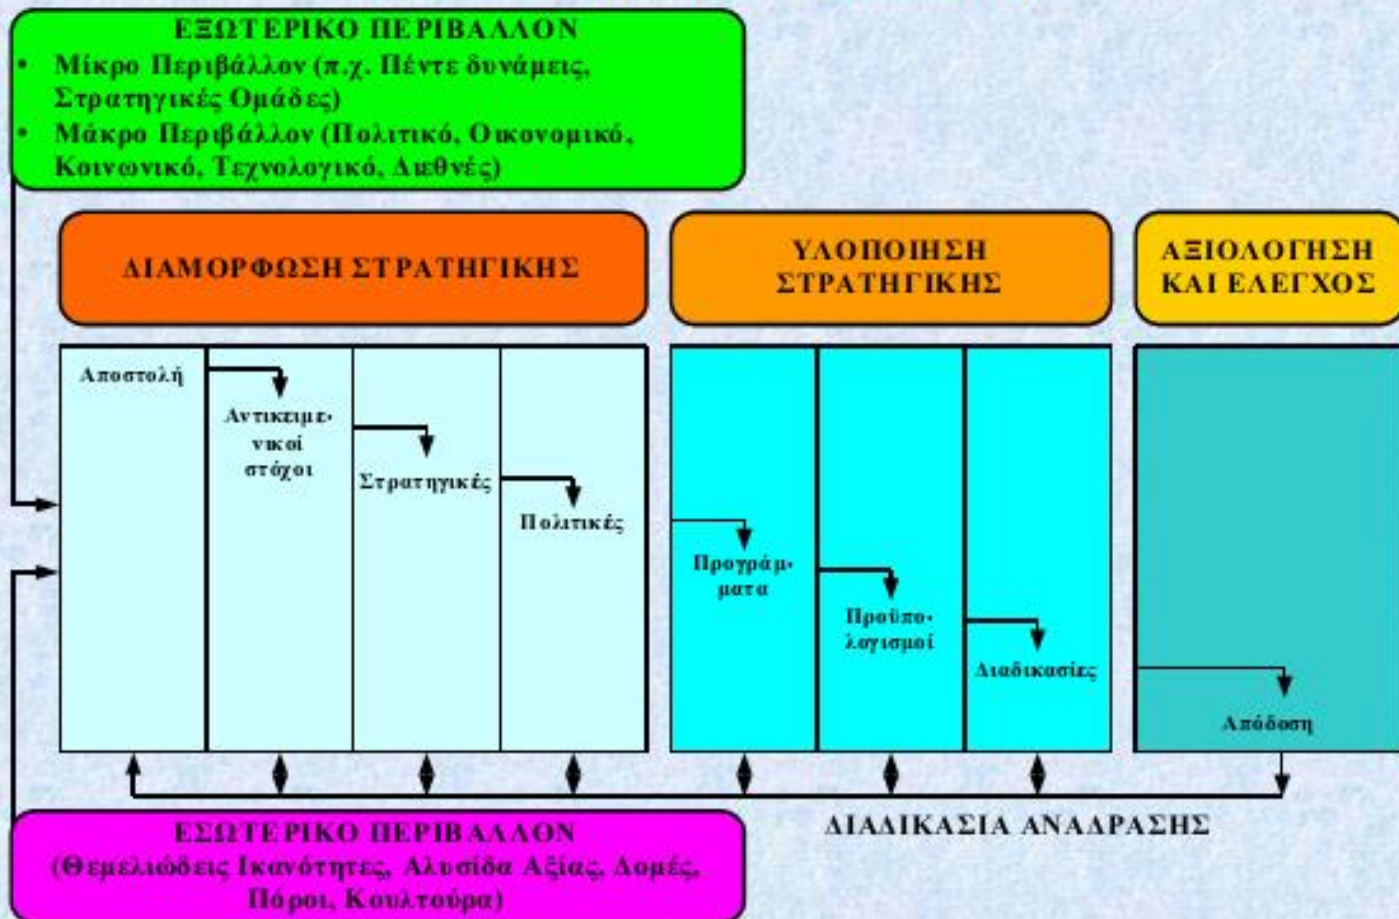 ΕΞΩΤΕΡΙΚΟ ΠΕΡΙΒΑΛΛΟΝ
• Μίκρο Περιβάλλον (π.χ. Πέντε δυνάμεις,
Στρατηγικές Ομάδες)
• Μάκρο Περιβάλλον (Πολιτικό, Οικονομικό,
Κοινωνικό, Τεχνολογικό, Διεθνές)
ΔΙΑΜΟΡΦΩΣΗ ΣΤΡΑΤΗΓΙΚΗΣ
ΥΛΟΠΟΙΗΣΗ
ΣΤΡΑΤΗΓΙΚΗΣ
ΑΞΙΟΛΟΓΗΣΗ
ΚΑΙ ΕΛΕΓΧΟΣ
Αποστολή
Αντικειμε-
νικοί
στόχοι
Στρατηγικές
Πολιτικές
Προγράμ-
ματα
Προϋπο-
λογισμοί
Διαδικασίες
Απόδοση
ΔΙΑΔΙΚΑΣΙΑ ΑΝΑΔΡΑΣΗΣ
ΕΣΩΤΕΡΙΚΟ ΠΕΡΙΒΑΛΛΟΝ
(Θεμελιώδεις Ικανότητες, Αλυσίδα Αξίας, Δομές,
Πόροι, Κουλτούρα)